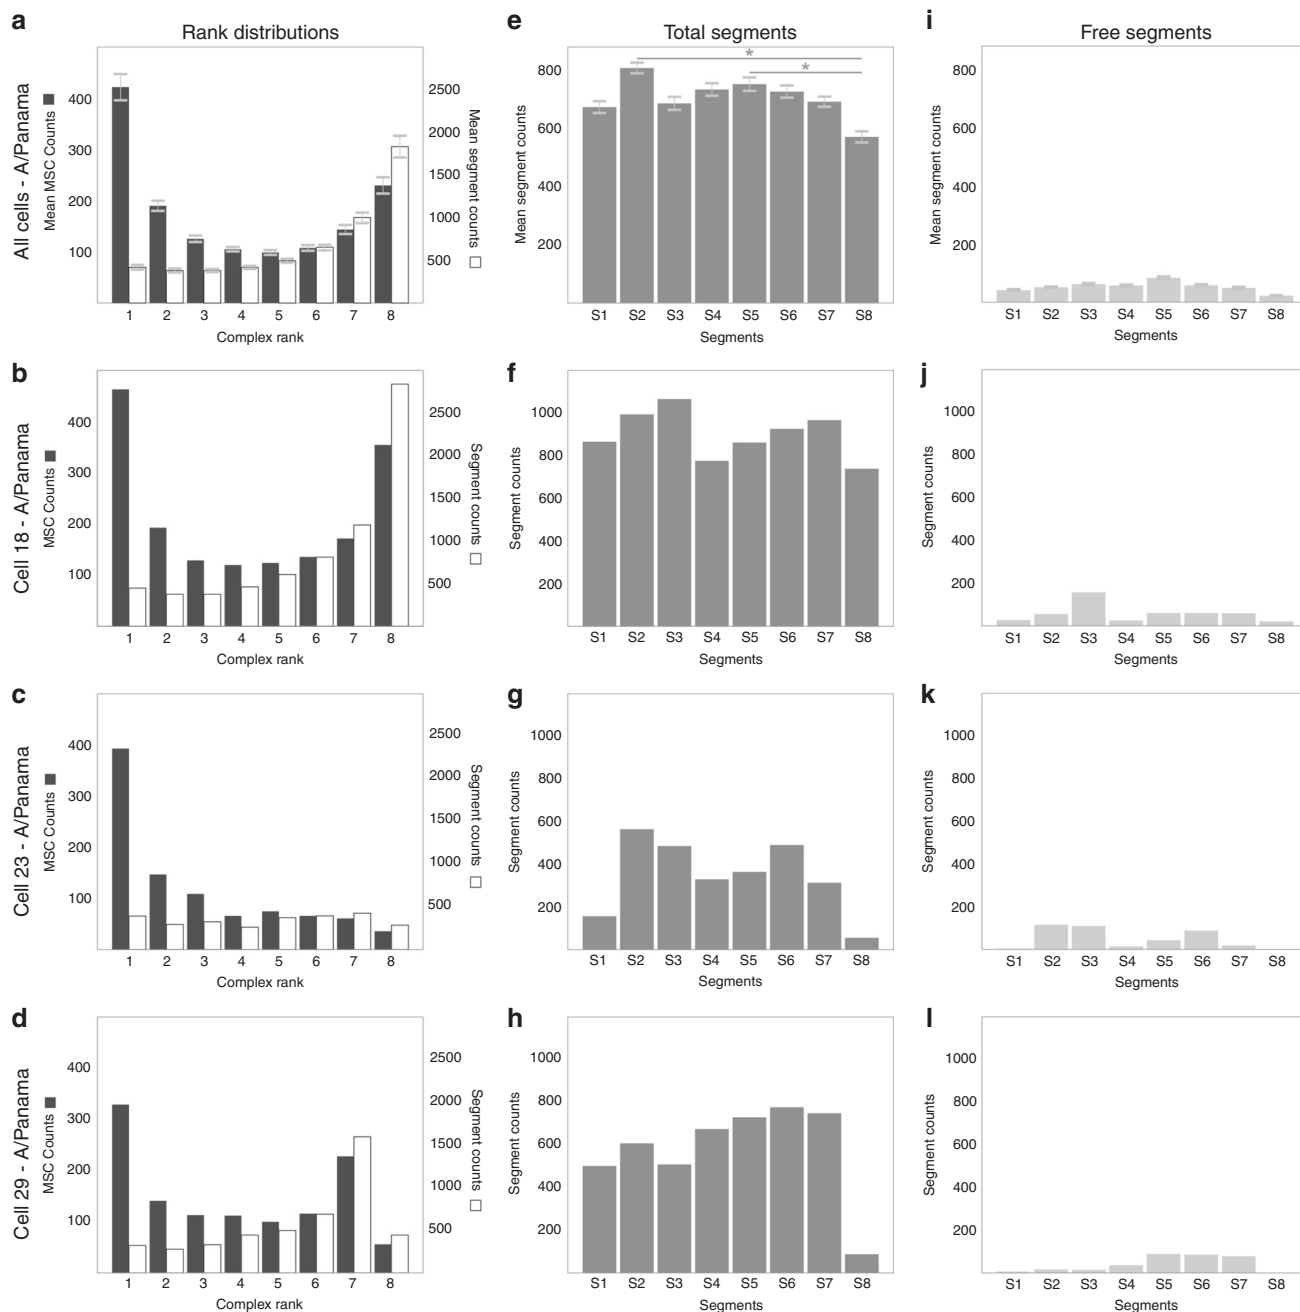 a
Rank distributions
All cells - A/Panama
Mean MSC Counts
400
300
200
100
2500
2000
1500
1000
500
Mean segment counts
1 2 3 4 5 6 7 8
Complex rank
e
Total segments
* 
*
Mean segment counts
800
600
400
200
S1 S2 S3 S4 S5 S6 S7 S8
Segments
i
Free segments
Mean segment counts
800
600
400
200
S1 S2 S3 S4 S5 S6 S7 S8
Segments
b
Cell 18 - A/Panama
MSC Counts
400
300
200
100
2500
2000
1500
1000
500
Segment counts
1 2 3 4 5 6 7 8
Complex rank
f
Segment counts
1000
800
600
400
200
S1 S2 S3 S4 S5 S6 S7 S8
Segments
j
Segment counts
1000
800
600
400
200
S1 S2 S3 S4 S5 S6 S7 S8
Segments
c
Cell 23 - A/Panama
MSC Counts
400
300
200
100
2500
2000
1500
1000
500
Segment counts
1 2 3 4 5 6 7 8
Complex rank
g
Segment counts
1000
800
600
400
200
S1 S2 S3 S4 S5 S6 S7 S8
Segments
k
Segment counts
1000
800
600
400
200
S1 S2 S3 S4 S5 S6 S7 S8
Segments
d
Cell 29 - A/Panama
MSC Counts
400
300
200
100
2500
2000
1500
1000
500
Segment counts
1 2 3 4 5 6 7 8
Complex rank
h
Segment counts
1000
800
600
400
200
S1 S2 S3 S4 S5 S6 S7 S8
Segments
l
Segment counts
1000
800
600
400
200
S1 S2 S3 S4 S5 S6 S7 S8
Segments